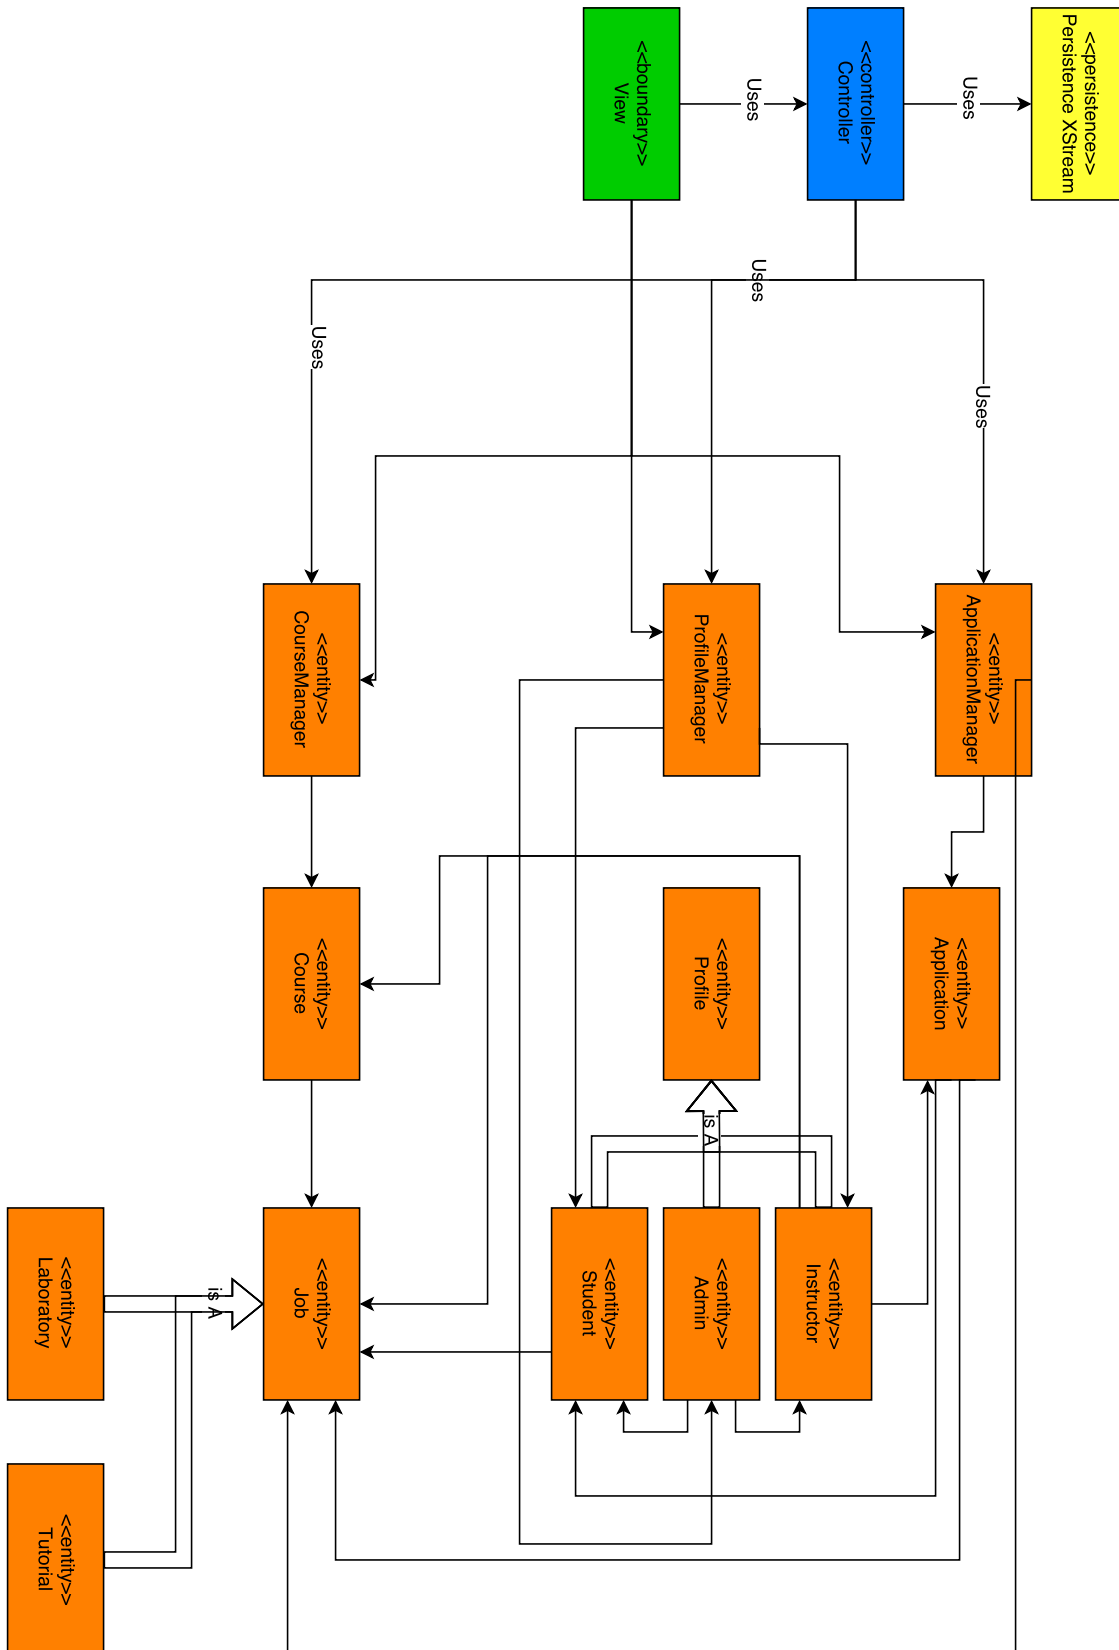 <<persistence>>
Persistence XStream
Uses
<<controller>>
Controller
Uses
<<boundary>>
View
Uses
Uses
Uses
<<entity>>
ApplicationManager
<<entity>>
ProfileManager
<<entity>>
CourseManager
<<entity>>
Application
<<entity>>
Profile
<<entity>>
Course
is A
<<entity>>
Instructor
<<entity>>
Admin
<<entity>>
Student
<<entity>>
Job
is A
<<entity>>
Laboratory
<<entity>>
Tutorial